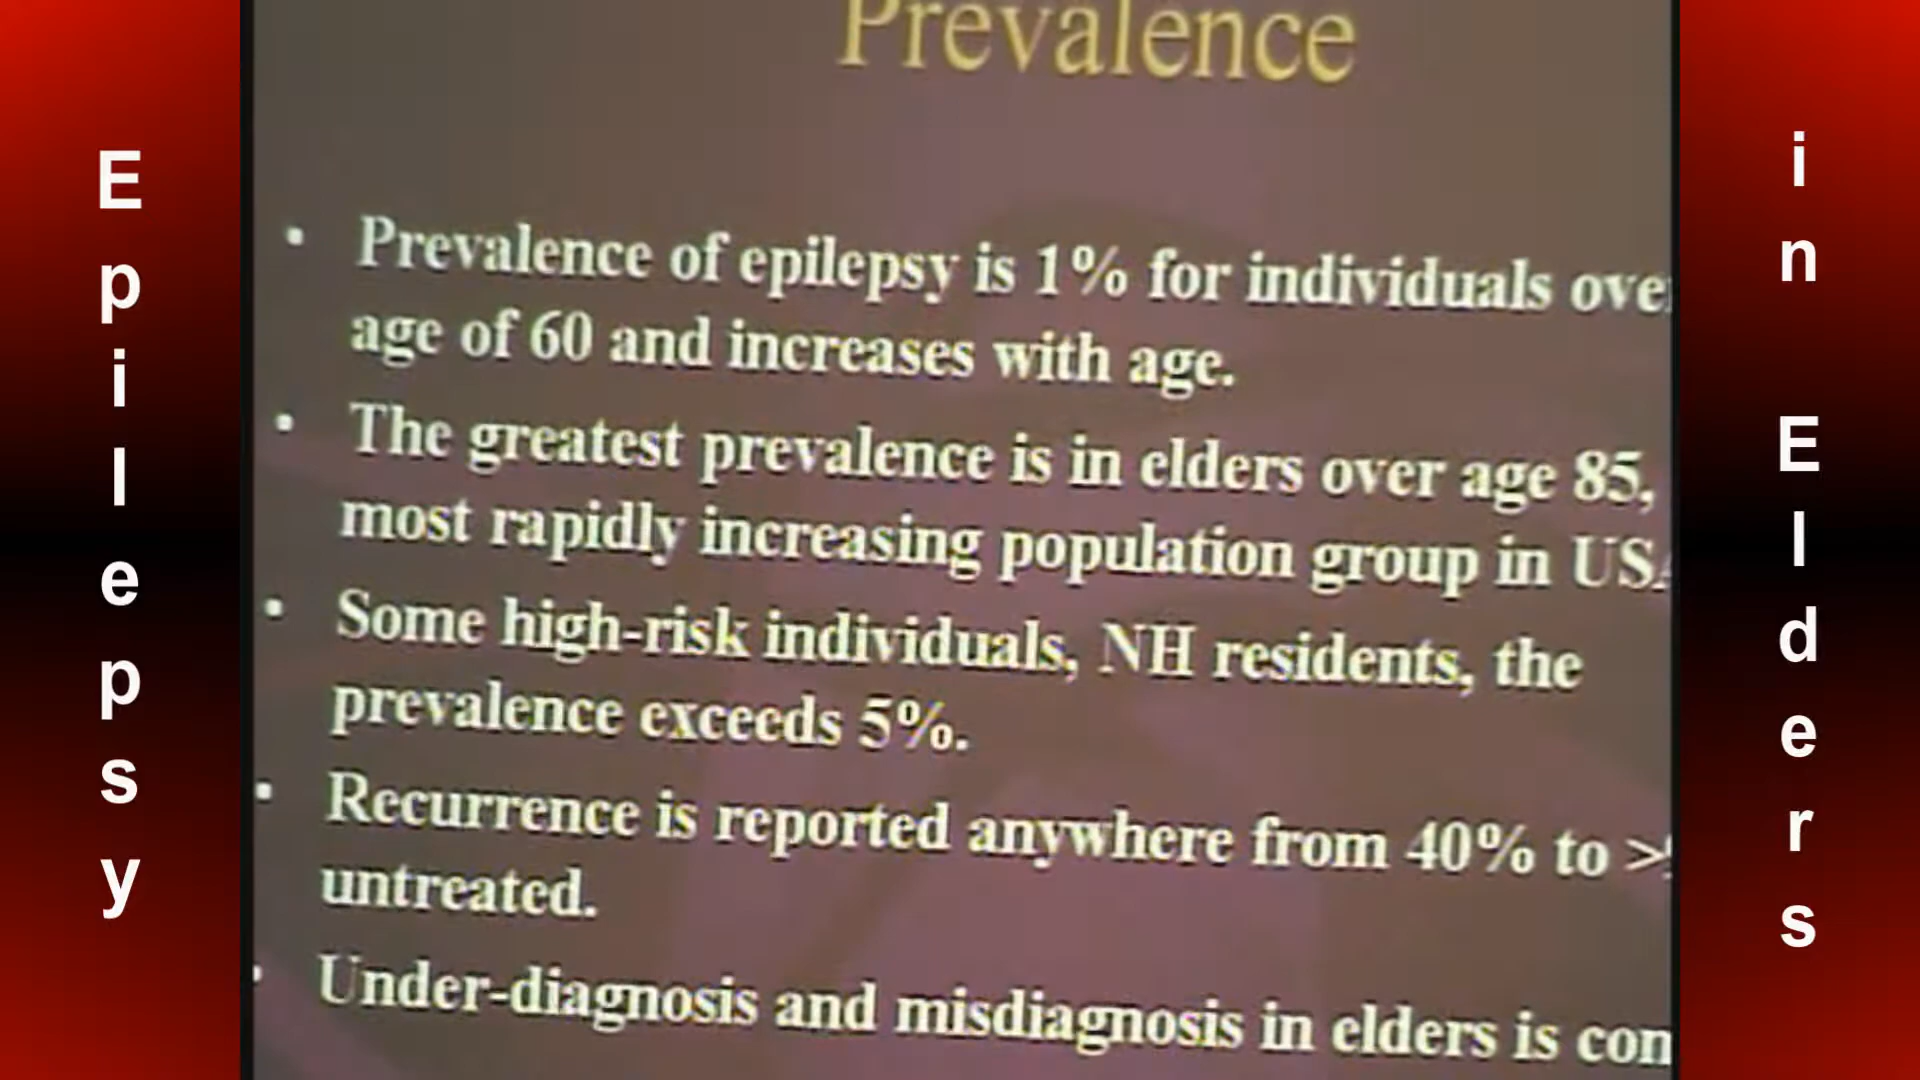 Epilepsy
Prevalence
• Prevalence of epilepsy is 1% for individuals
age of 60 and increases with age.
• The greatest prevalence is in elders over age 85,
most rapidly increasing population group in
• Some high-risk individuals, NH residents, the
prevalence exceeds 5%.
• Recurrence is reported anywhere from 40% to
untreated.
• Under-diagnosis and misdiagnosis in elders is
in Elders